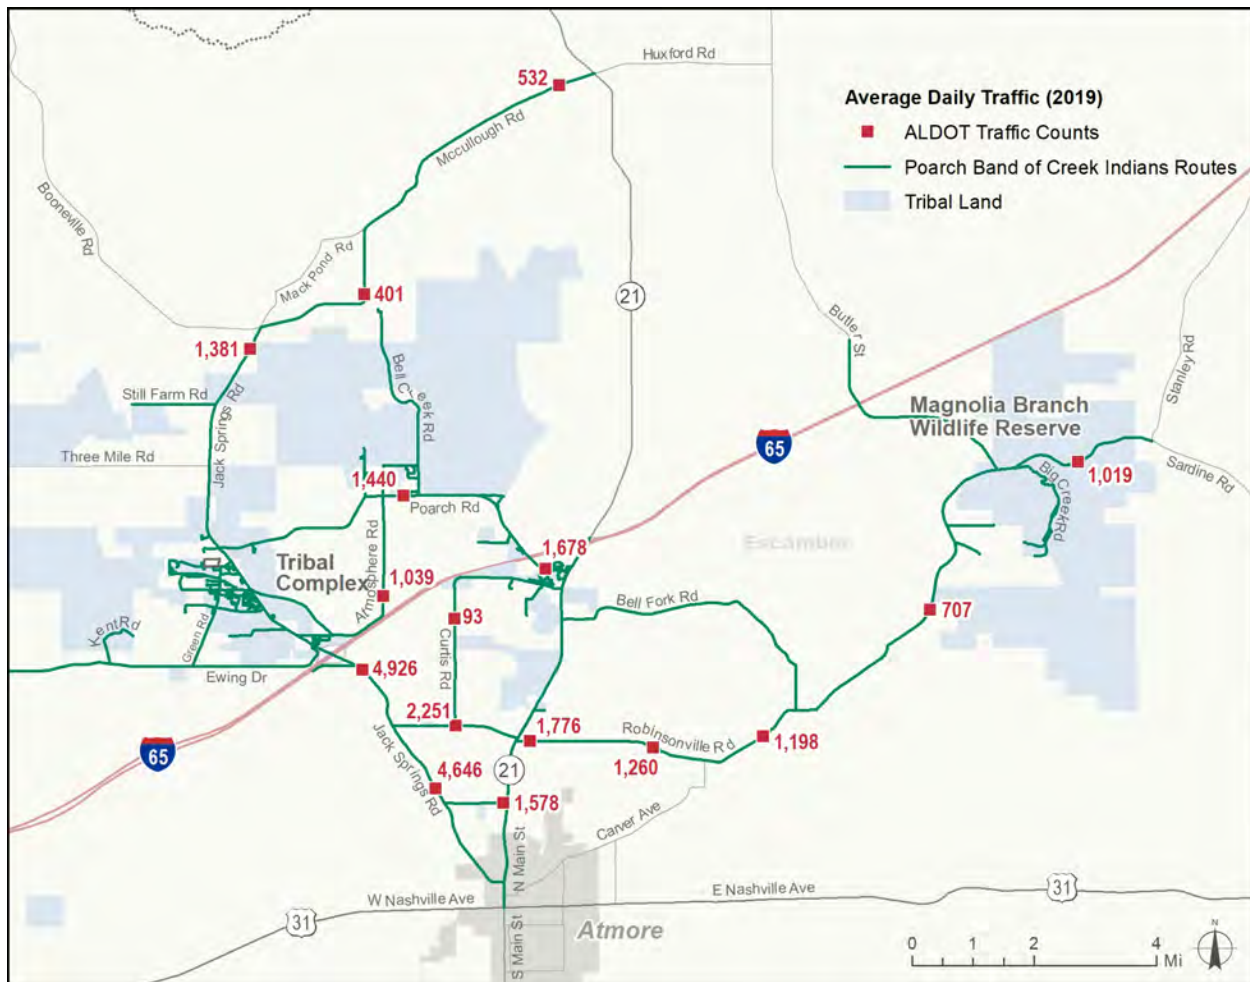 Huxford Rd
532
Average Daily Traffic (2019)
ALDOT Traffic Counts
Mccullough Rd
Poarch Band of Creek Indians Routes
Booneville Rd
Tribal Land
Mack Pond Rd
401
21
Butler St
1,381
Stanley Rd
Still Farm Rd
Bell Creek Rd
Jack Springs Rd
Magnolia Branch
Wildlife Reserve
65
Three Mile Rd
1,440
Poarch Rd
Big Creek Rd
1,019
Sardine Rd
Escambia
Tribal
Complex
Atmosphere Rd
1,678
1,039
93
Bell Fork Rd
707
Kent Rd
Green Rd
Curtis Rd
Ewing Dr
4,926
2,251
1,776
Robinsonville Rd
1,198
65
Jack Springs Rd
4,646
21
1,260
1,578
Carver Ave
N Main St
W Nashville Ave
E Nashville Ave
31
31
Atmore
S Main St
N
0 1 2 4
Mi